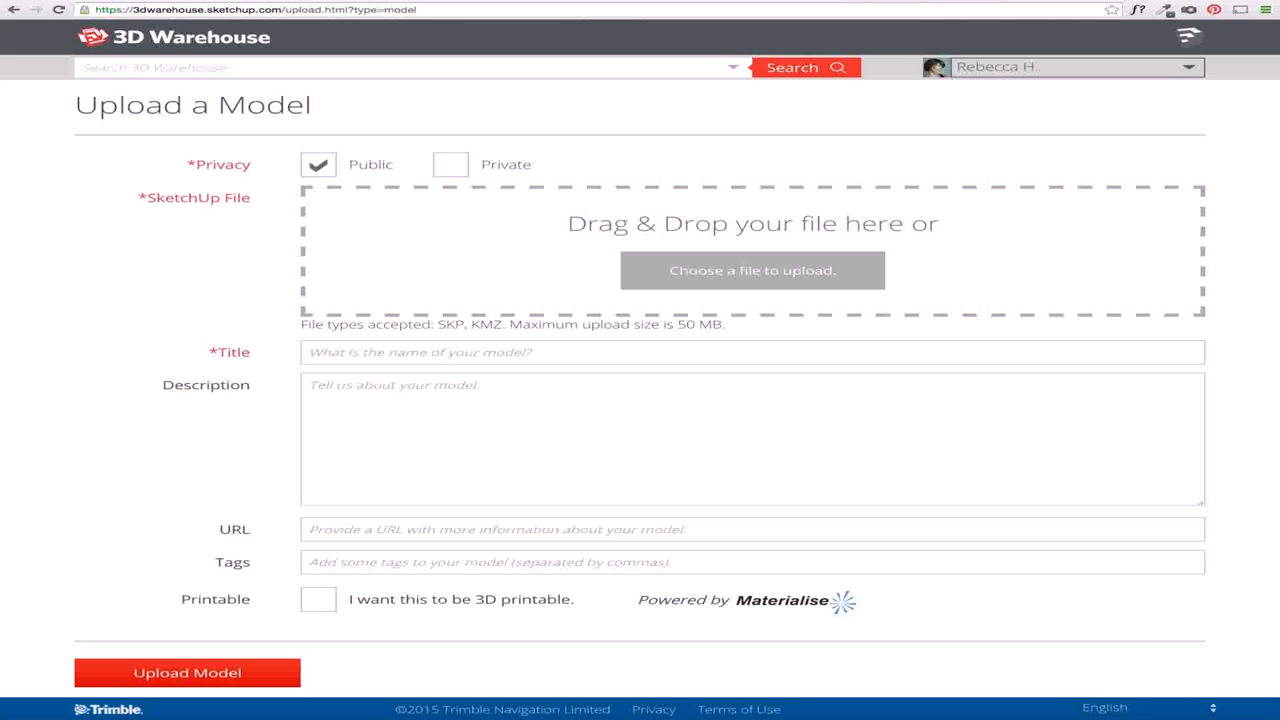 https://3dwarehouse.sketchup.com/upload.html?type=model
f?
3D Warehouse
Search 3D Warehouse
Search
Rebecca H.
Upload a Model
*Privacy
Public
Private
*SketchUp File
Drag & Drop your file here or
Choose a file to upload.
File types accepted: SKP, KMZ. Maximum upload size is 50 MB.
*Title
What is the name of your model?
Description
Tell us about your model.
URL
Provide a URL with more information about your model.
Tags
Add some tags to your model (separated by commas)
Printable
I want this to be 3D printable.
Powered by Materialise
Upload Model
Trimble.
©2015 Trimble Navigation Limited
Privacy
Terms of Use
English